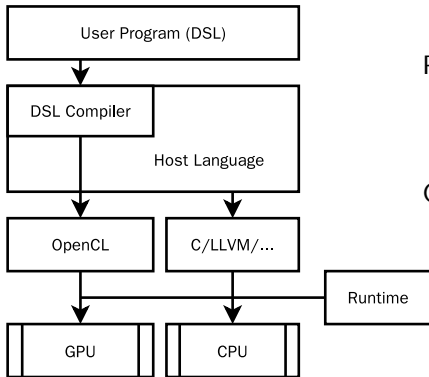 User Program (DSL)
DSL Compiler
Host Language
OpenCL
C/LLVM/...
Runtime
GPU
CPU